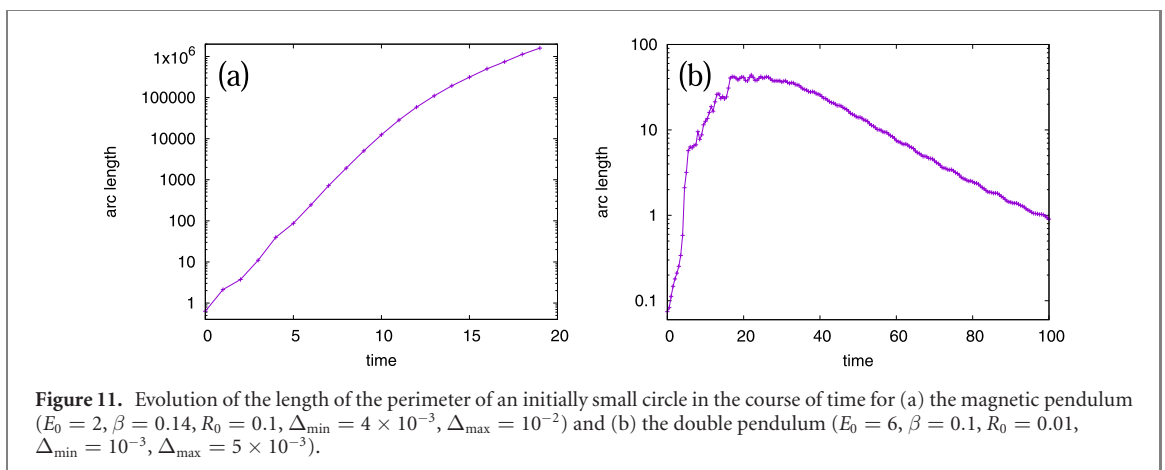 (a)
1x10⁶
100000
10000
1000
100
10
1
arc length
0 5 10 15 20
time
(b)
100
10
1
0.1
arc length
0 20 40 60 80 100
time
Figure 11. Evolution of the length of the perimeter of an initially small circle in the course of time for (a) the magnetic pendulum
(E₀ = 2, β = 0.14, R₀ = 0.1, Δmin = 4 × 10⁻³, Δmax = 10⁻²) and (b) the double pendulum (E₀ = 6, β = 0.1, R₀ = 0.01,
Δmin = 10⁻³, Δmax = 5 × 10⁻³).